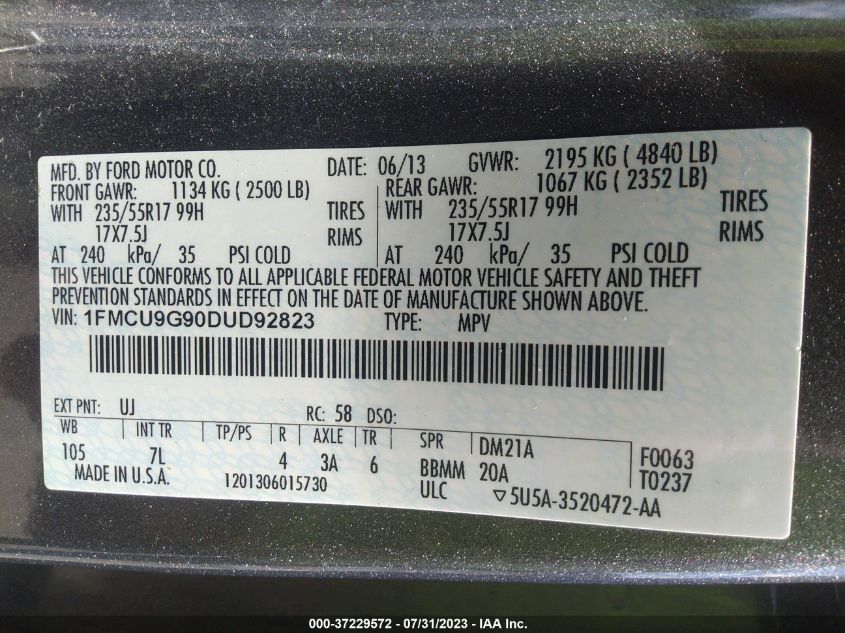 MFD. BY FORD MOTOR CO. DATE: 06/13 GVWR: 2195 KG ( 4840 LB)
FRONT GAWR: 1134 KG ( 2500 LB) REAR GAWR: 1067 KG ( 2352 LB)
WITH 235/55R17 99H TIRES WITH 235/55R17 99H TIRES
17X7.5J RIMS 17X7.5J RIMS
AT 240 kPa/ 35 PSI COLD AT 240 kPa/ 35 PSI COLD
THIS VEHICLE CONFORMS TO ALL APPLICABLE FEDERAL MOTOR VEHICLE SAFETY AND THEFT
PREVENTION STANDARDS IN EFFECT ON THE DATE OF MANUFACTURE SHOWN ABOVE.
VIN: 1FMCU9G90DUD92823 TYPE: MPV
EXT PNT: UJ RC: 58 DSO:
WB INT TR TP/PS R AXLE TR SPR DM21A F0063
105 7L 4 3A 6 BBMM 20A T0237
MADE IN U.S.A. 1201306015730 ULC ▽5U5A-3520472-AA
000-37229572 / 07/31/2023 - IAA Inc.